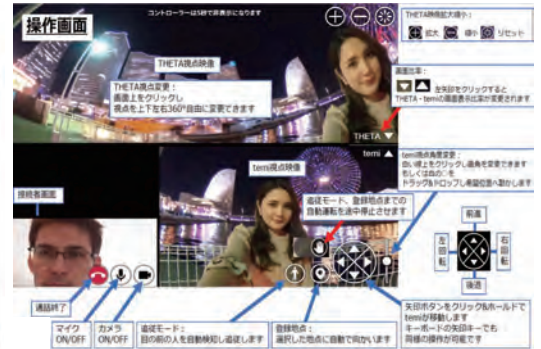 操作画面
コントローラーは5秒で非表示になります
THETA視点映像
THETA視点変更：
画面上をクリックし
視点を上下左右360°自由に変更できます
THETA ▼
THETA映像拡大縮小：
拡大
縮小
リセット
画面比率：
左矢印をクリックすると
THETA・temiの画面表示比率が変更されます
temi ▲
temi視点映像
temi視点角度変更：
白い線上をクリックし画角を変更できます
もしくは白の○を
ドラッグ&ドロップし希望位置へ動かします
追従モード、登録地点までの
自動運転を途中停止させます
接続者画面
前進
左回転
右回転
後退
通話終了
マイク
ON/OFF
カメラ
ON/OFF
追従モード：
目の前の人を自動検知し追従します
登録地点：
選択した地点に自動で向かいます
矢印ボタンをクリック&ホールドで
temiが移動します
キーボードの矢印キーでも
同様の操作が可能です